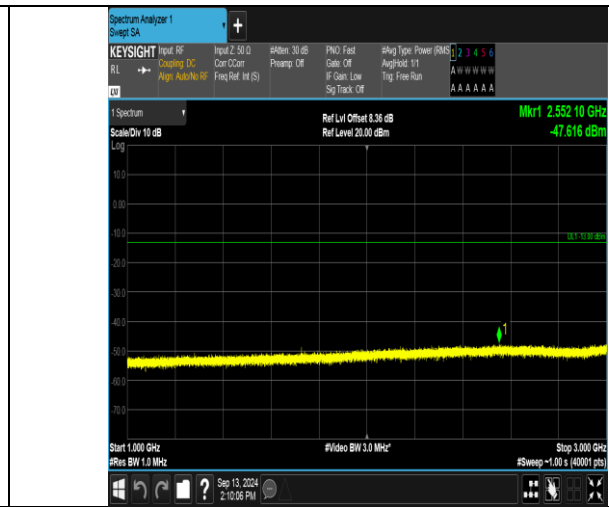 Spectrum Analyzer 1
Swept SA
+
KEYSIGHT Input: RF Input Z: 50 Ω #Atten: 30 dB PNO: Fast #Avg Type: Power (RMS 1 2 3 4 5 6
RL Coupling: DC Corr CCorr Preamp: Off Gate: Off Avg|Hold: 1/1 A W W W W W
Align: Auto/No RF Freq Ref: Int (S) IF Gain: Low Trig: Free Run
Sig Track: Off A A A A A A
LXI
1 Spectrum Ref Lvl Offset 8.36 dB Mkr1 2.552 10 GHz
Scale/Div 10 dB Ref Level 20.00 dBm -47.616 dBm
Log
10.0
0.00
-10.0
DL1 -13.00 dBm
-20.0
-30.0
-40.0
1
-50.0
-60.0
-70.0
Start 1.000 GHz #Video BW 3.0 MHz* Stop 3.000 GHz
#Res BW 1.0 MHz #Sweep ~1.00 s (40001 pts)
? Sep 13, 2024
2:10:06 PM